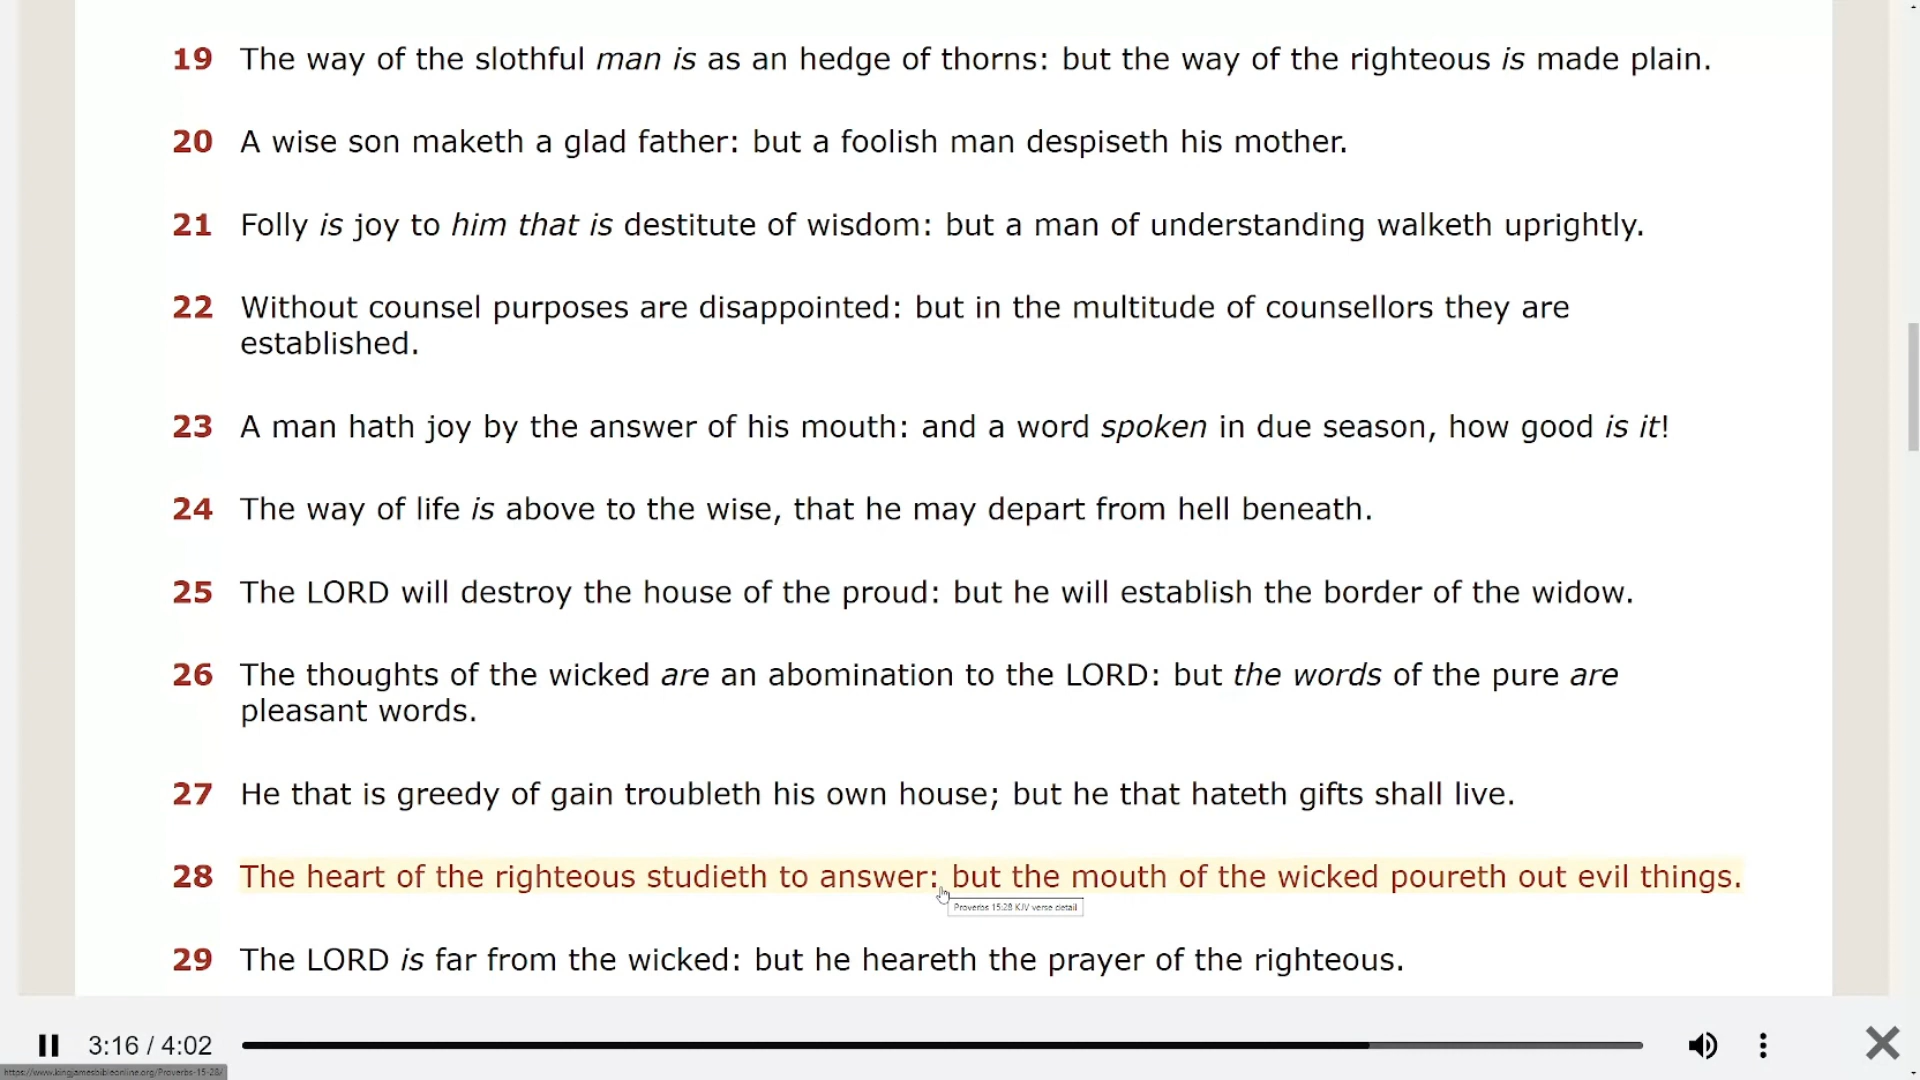 19 The way of the slothful man is as an hedge of thorns: but the way of the righteous is made plain.
20 A wise son maketh a glad father: but a foolish man despiseth his mother.
21 Folly is joy to him that is destitute of wisdom: but a man of understanding walketh uprightly.
22 Without counsel purposes are disappointed: but in the multitude of counsellors they are
established.
23 A man hath joy by the answer of his mouth: and a word spoken in due season, how good is it!
24 The way of life is above to the wise, that he may depart from hell beneath.
25 The LORD will destroy the house of the proud: but he will establish the border of the widow.
26 The thoughts of the wicked are an abomination to the LORD: but the words of the pure are
pleasant words.
27 He that is greedy of gain troubleth his own house; but he that hateth gifts shall live.
28 The heart of the righteous studieth to answer: but the mouth of the wicked poureth out evil things.
Proverbs 15:28 KJV verse detail
29 The LORD is far from the wicked: but he heareth the prayer of the righteous.
3:16 / 4:02
https://www.kingjamesbibleonline.org/Proverbs-15-28/